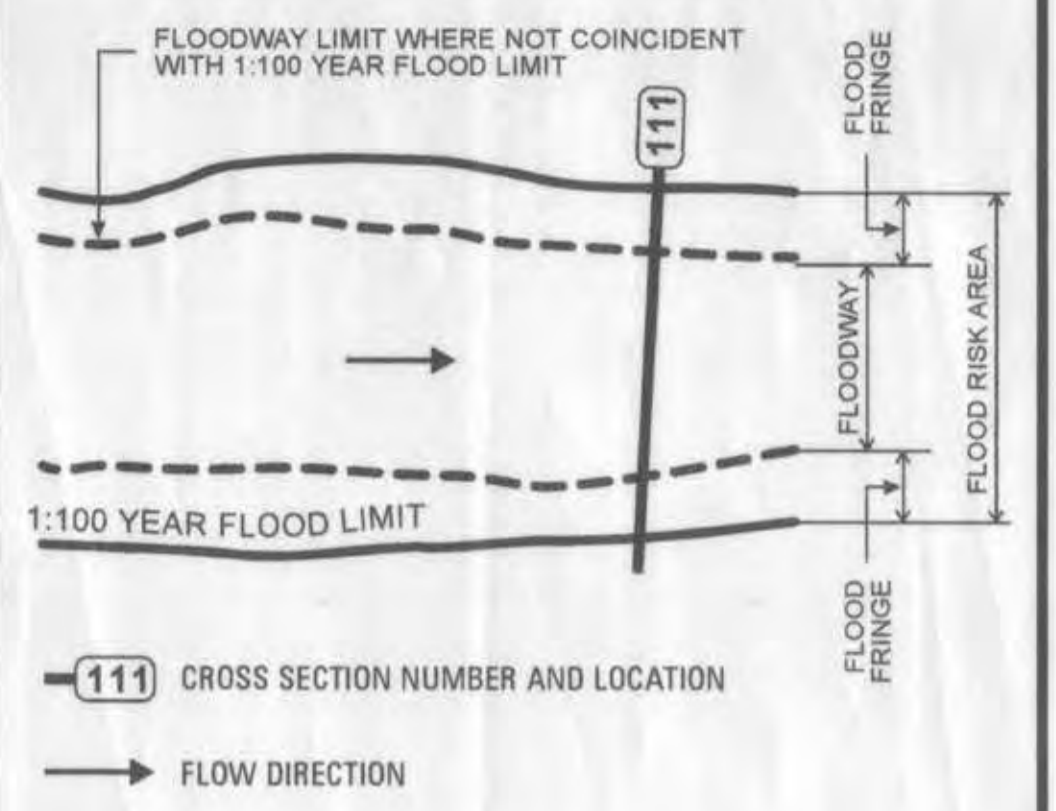 FLOODWAY LIMIT WHERE NOT COINCIDENT
WITH 1:100 YEAR FLOOD LIMIT
FLOOD
FRINGE
111
FLOODWAY
FLOOD RISK AREA
1:100 YEAR FLOOD LIMIT
FLOOD
FRINGE
111 CROSS SECTION NUMBER AND LOCATION
FLOW DIRECTION